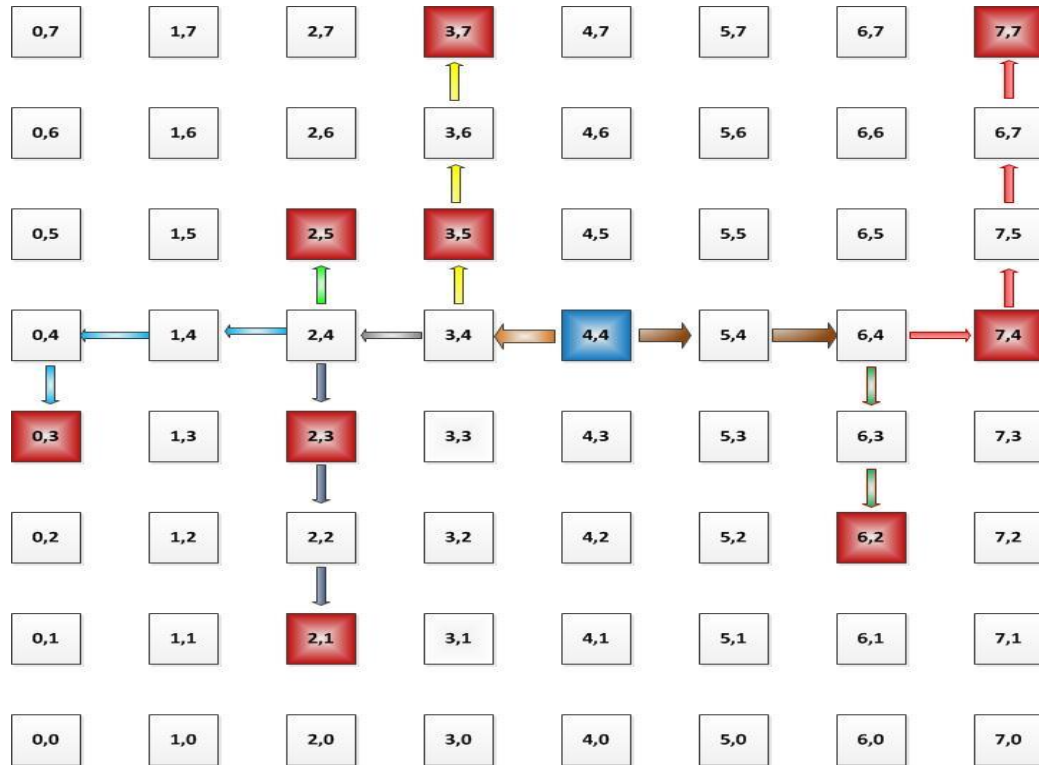 0,7 1,7 2,7 3,7 4,7 5,7 6,7 7,7
0,6 1,6 2,6 3,6 4,6 5,6 6,6 6,7
0,5 1,5 2,5 3,5 4,5 5,5 6,5 7,5
0,4 1,4 2,4 3,4 4,4 5,4 6,4 7,4
0,3 1,3 2,3 3,3 4,3 5,3 6,3 7,3
0,2 1,2 2,2 3,2 4,2 5,2 6,2 7,2
0,1 1,1 2,1 3,1 4,1 5,1 6,1 7,1
0,0 1,0 2,0 3,0 4,0 5,0 6,0 7,0